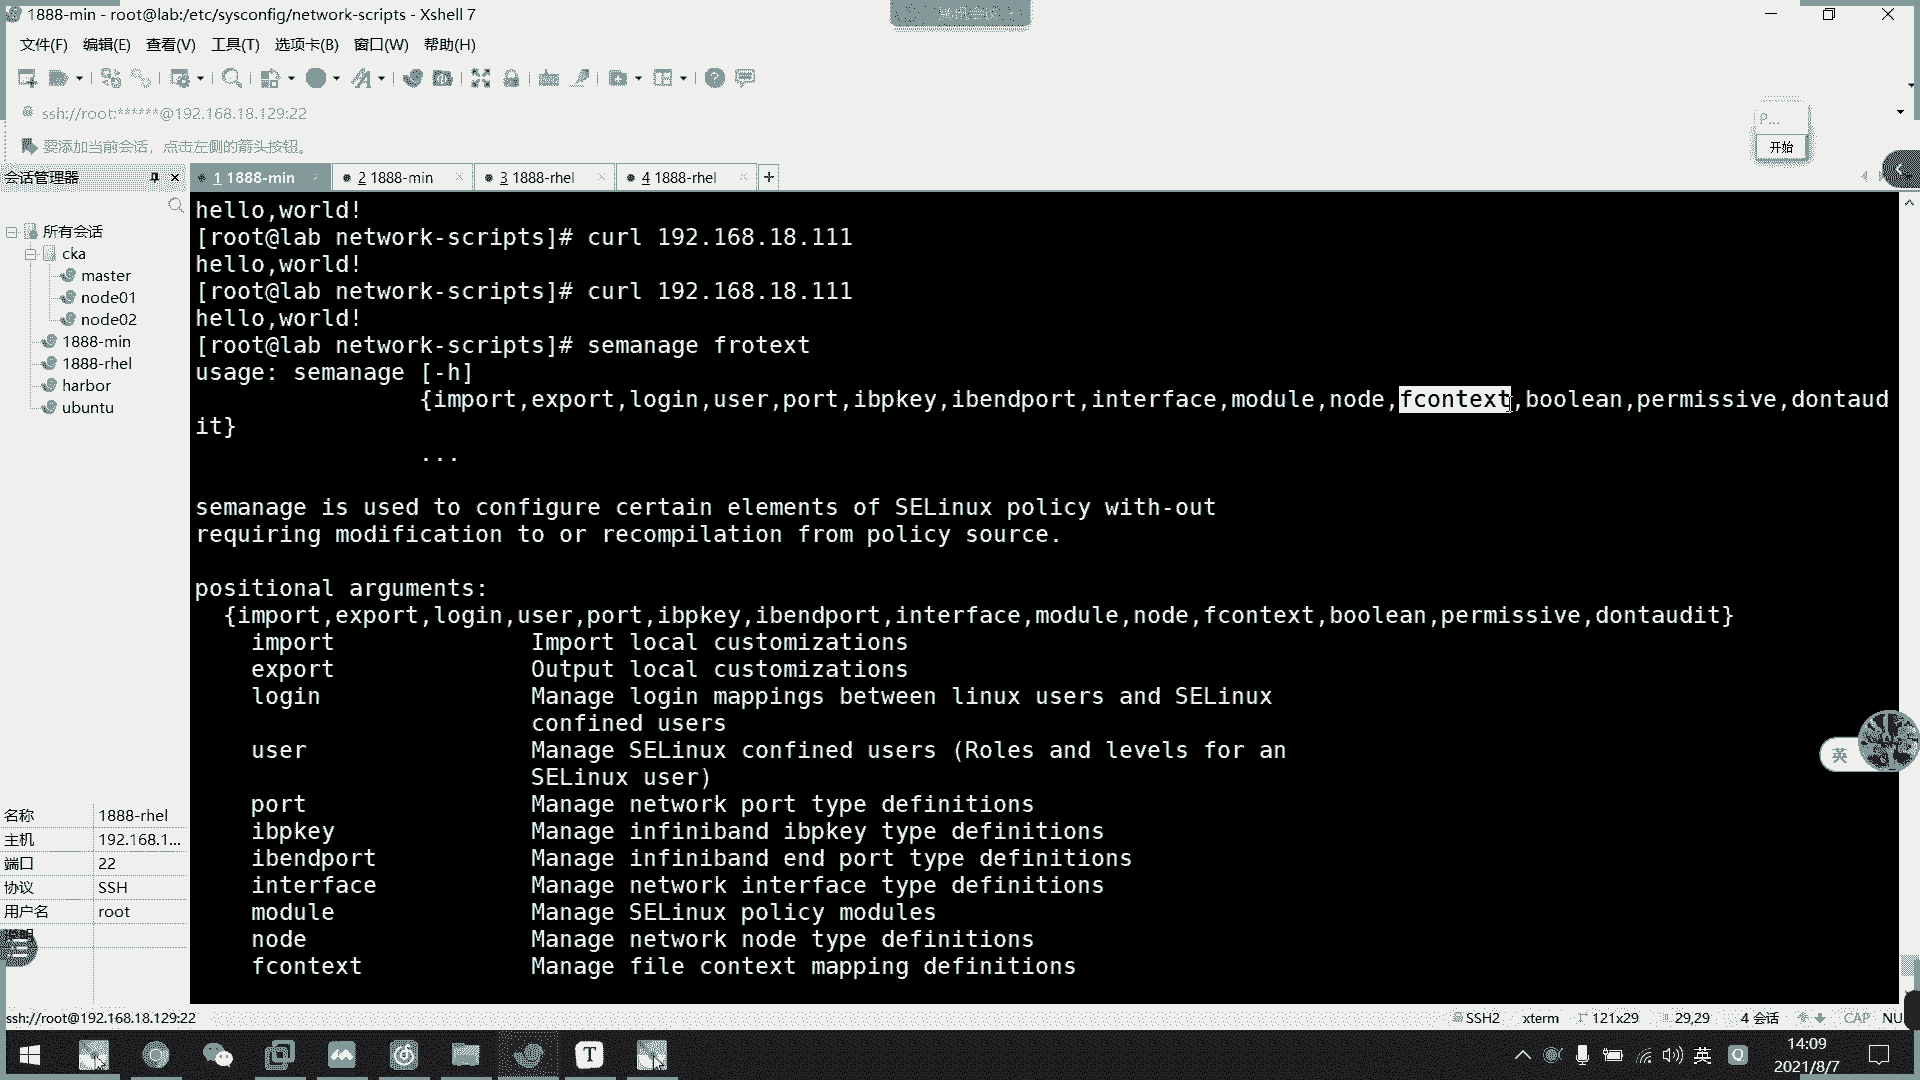 1888-min - root@lab:/etc/sysconfig/network-scripts - Xshell 7
文件(F) 编辑(E) 查看(V) 工具(T) 选项卡(B) 窗口(W) 帮助(H)
ssh://root:******@192.168.18.129:22
要添加当前会话，点击左侧的箭头按钮。
P...
开始
会话管理器
1 1888-min
2 1888-min
3 1888-rhel
4 1888-rhel
所有会话
cka
master
node01
node02
1888-min
1888-rhel
harbor
ubuntu
名称 1888-rhel
主机 192.168.1...
端口 22
协议 SSH
用户名 root
说明
hello,world!
[root@lab network-scripts]# curl 192.168.18.111
hello,world!
[root@lab network-scripts]# curl 192.168.18.111
hello,world!
[root@lab network-scripts]# semanage frotext
usage: semanage [-h]
{import,export,login,user,port,ibpkey,ibendport,interface,module,node,fcontext,boolean,permissive,dontaud
it}
...
semanage is used to configure certain elements of SELinux policy with-out
requiring modification to or recompilation from policy source.
positional arguments:
{import,export,login,user,port,ibpkey,ibendport,interface,module,node,fcontext,boolean,permissive,dontaudit}
import Import local customizations
export Output local customizations
login Manage login mappings between linux users and SELinux
confined users
user Manage SELinux confined users (Roles and levels for an
SELinux user)
port Manage network port type definitions
ibpkey Manage infiniband ibpkey type definitions
ibendport Manage infiniband end port type definitions
interface Manage network interface type definitions
module Manage SELinux policy modules
node Manage network node type definitions
fcontext Manage file context mapping definitions
英
ssh://root@192.168.18.129:22
SSH2 xterm 121x29 29,29 4 会话 CAP NU
T
英
14:09
2021/8/7